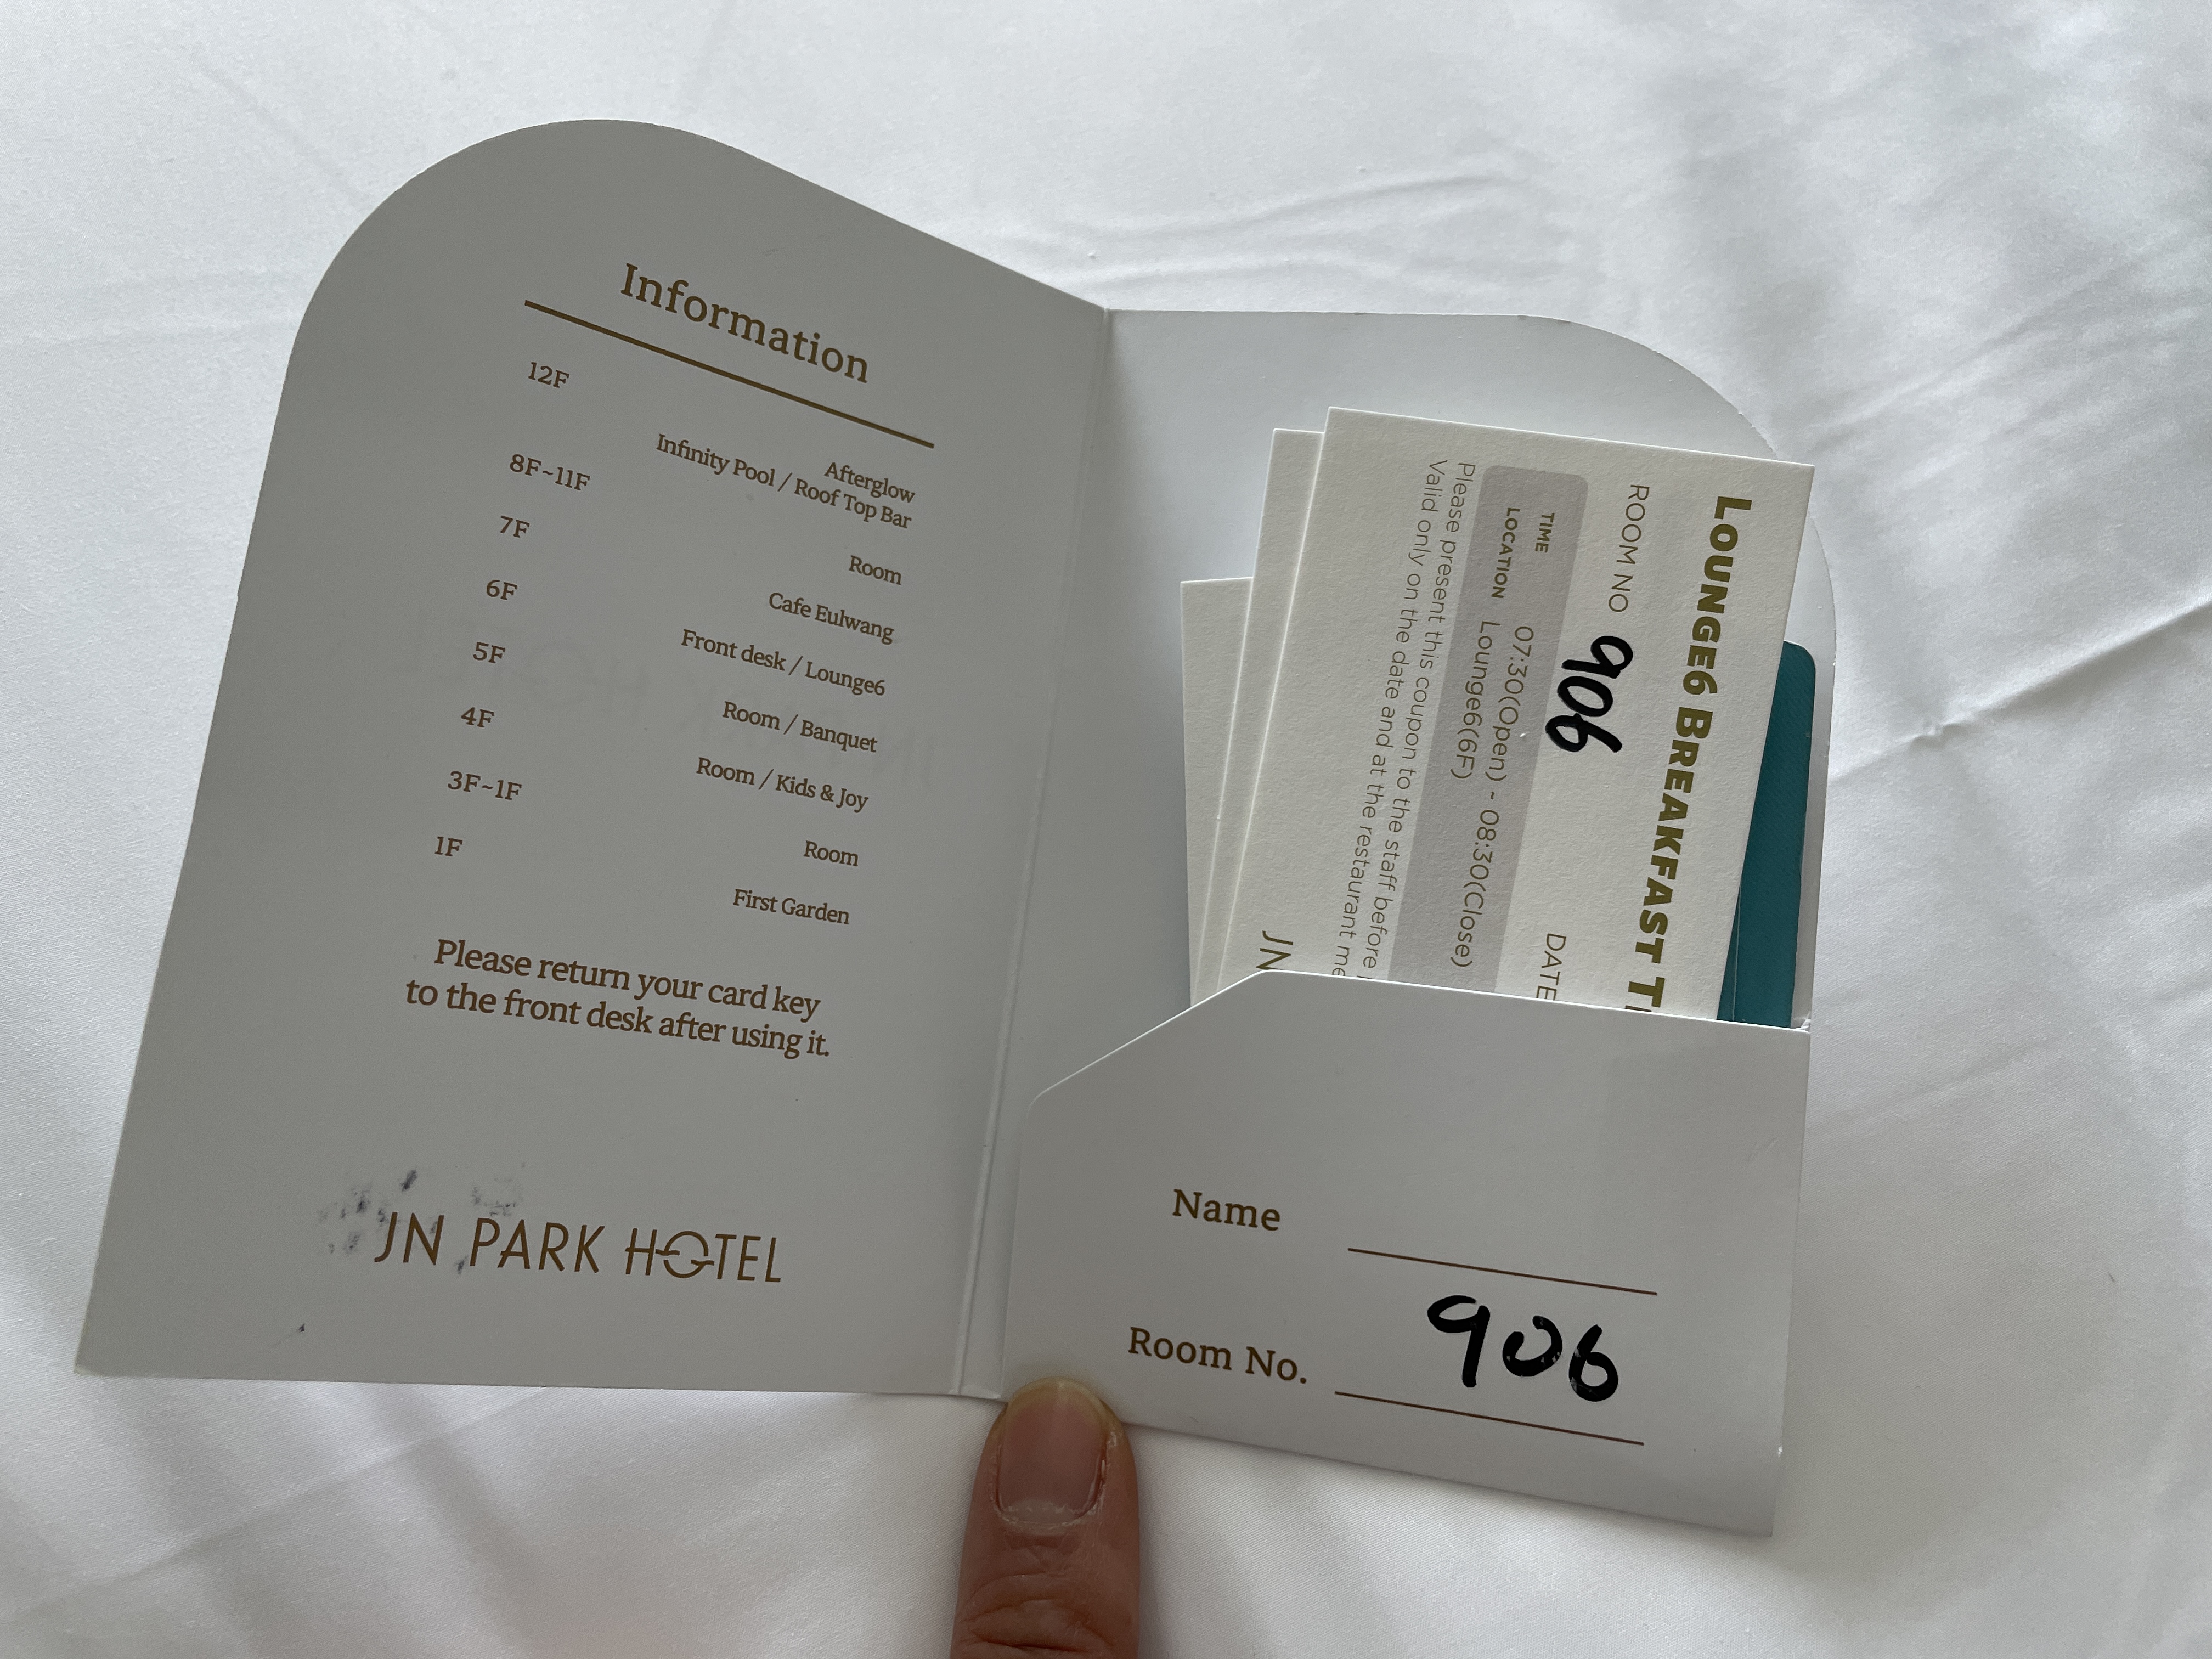 Information
12F
Afterglow
Infinity Pool / Roof Top Bar
8F~11F
Room
7F
Cafe Eulwang
6F
Front desk / Lounge6
5F
Room / Banquet
4F
Room / Kids & Joy
3F~1F
Room
1F
First Garden
Please return your card key
to the front desk after using it.
JN PARK HOTEL
LOUNGE6 BREAKFAST
ROOM NO 906 DATE
TIME 07:30(Open) ~ 08:30(Close)
LOCATION Lounge6(6F)
Please present this coupon to the staff before
Valid only on the date and at the restaurant
JN
Name
Room No. 906